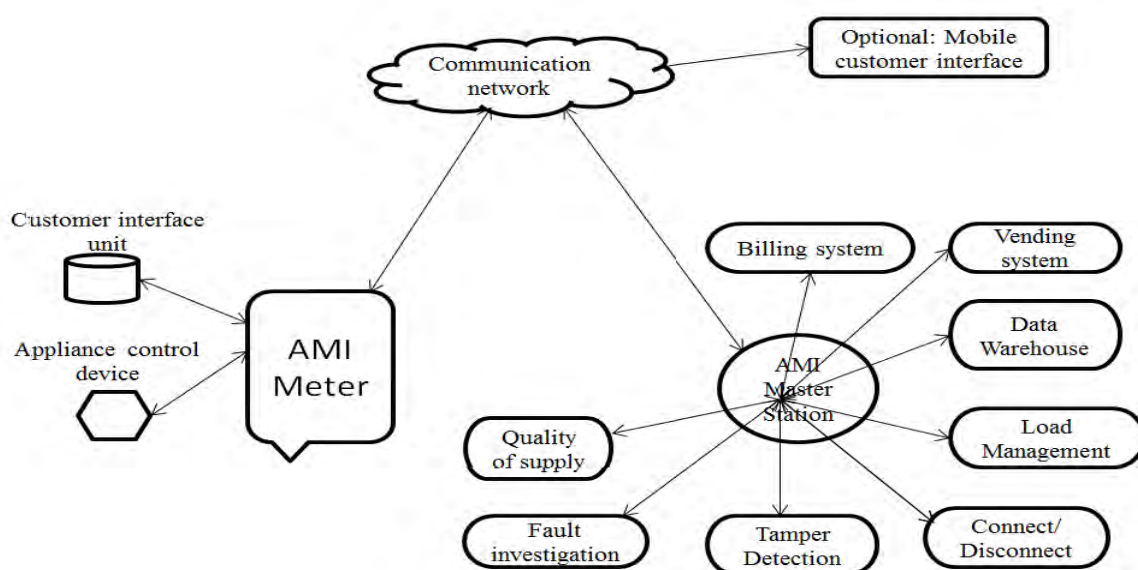 Communication
network
Optional: Mobile
customer interface
Customer interface
unit
Appliance control
device
AMI
Meter
Billing system
Vending
system
AMI
Master
Station
Data
Warehouse
Quality
of supply
Load
Management
Fault
investigation
Tamper
Detection
Connect/
Disconnect